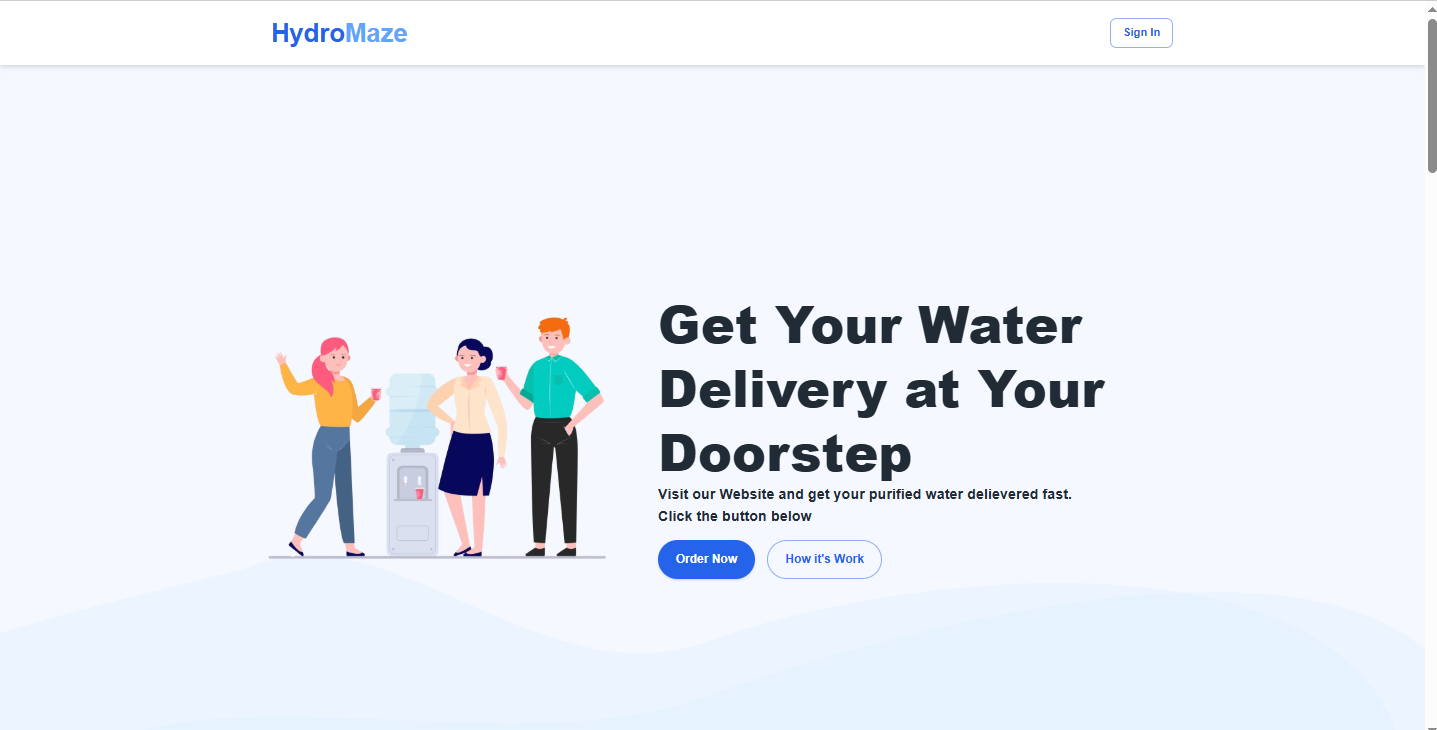 HydroMaze
Sign In
Get Your Water
Delivery at Your
Doorstep
Visit our Website and get your purified water delievered fast.
Click the button below
Order Now
How it's Work